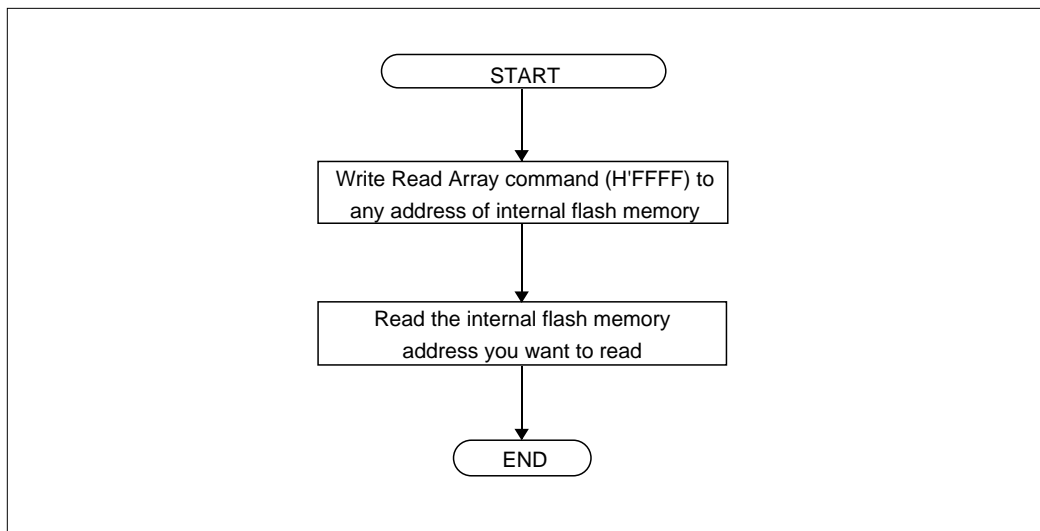 START
Write Read Array command (H'FFFF) to
any address of internal flash memory
Read the internal flash memory
address you want to read
END